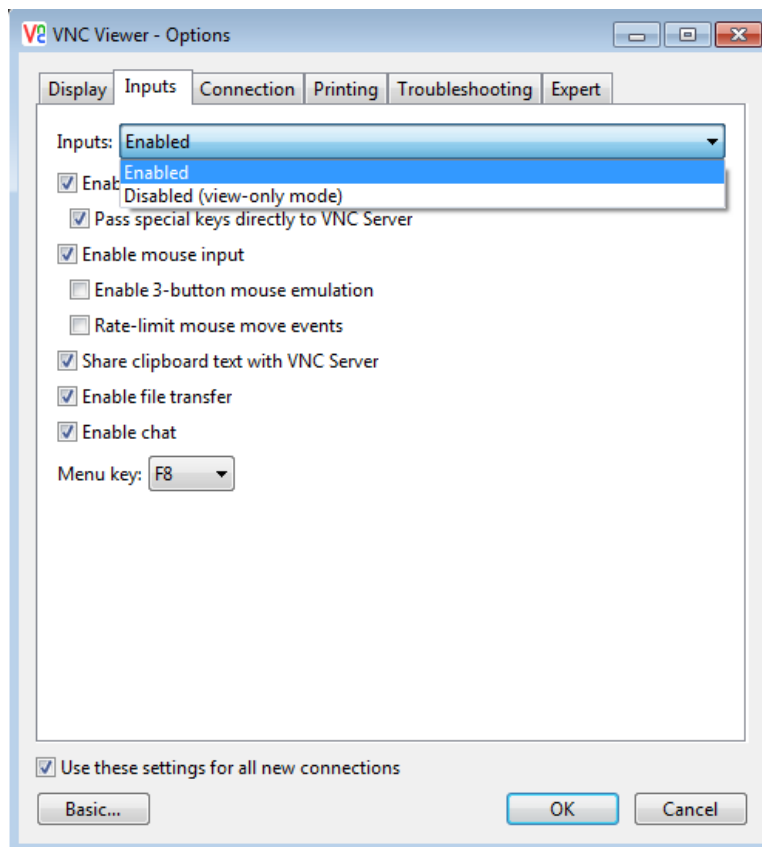 VNC Viewer - Options
Display Inputs Connection Printing Troubleshooting Expert
Inputs: Enabled
Enabled
Disabled (view-only mode)
Pass special keys directly to VNC Server
Enable mouse input
Enable 3-button mouse emulation
Rate-limit mouse move events
Share clipboard text with VNC Server
Enable file transfer
Enable chat
Menu key: F8
Use these settings for all new connections
Basic... OK Cancel